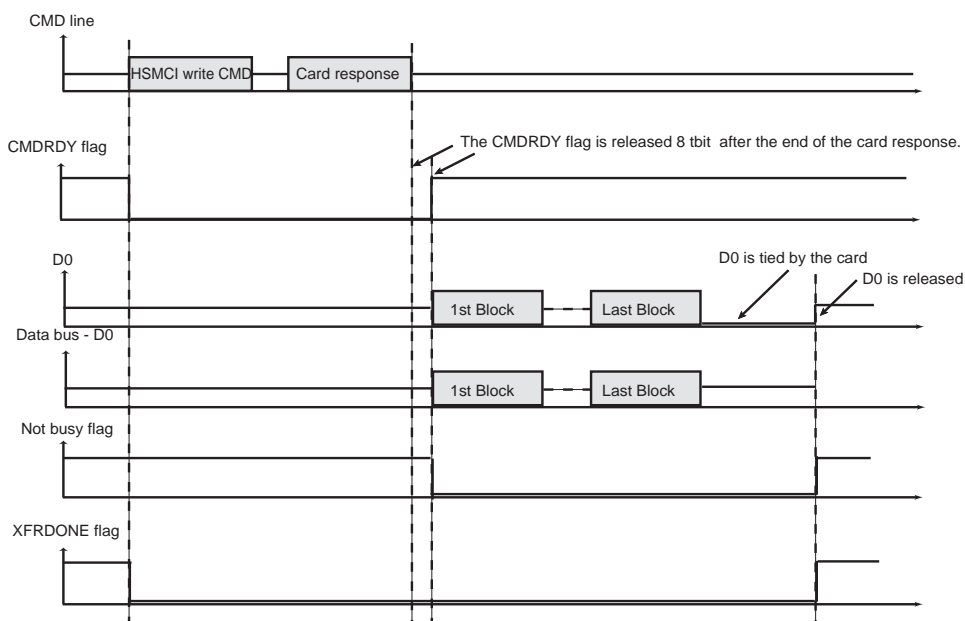 CMD line
HSMCI write CMD
Card response
The CMDRDY flag is released 8 tbit after the end of the card response.
CMDRDY flag
D0
D0 is tied by the card
D0 is released
1st Block
Last Block
Data bus - D0
1st Block
Last Block
Not busy flag
XFRDONE flag